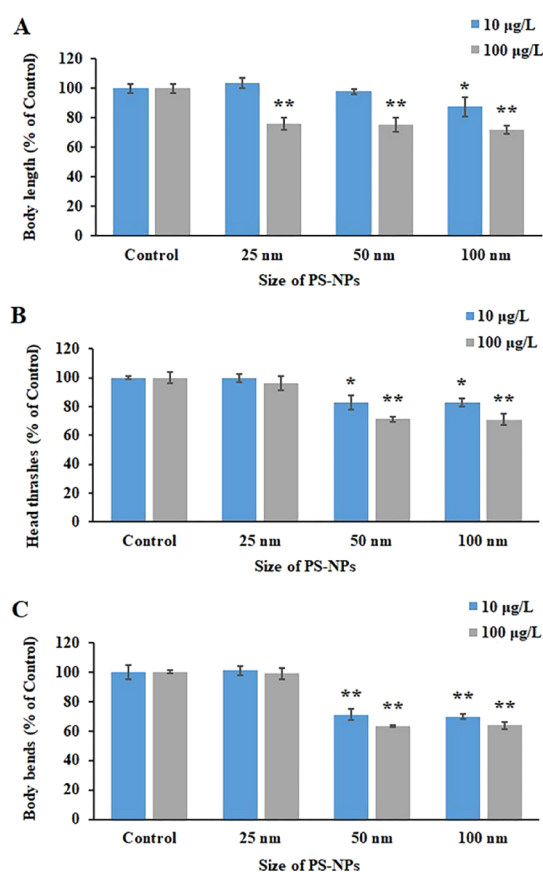 A
10 µg/L
100 µg/L
Body length (% of Control)
120
100
80
60
40
20
0
**
**
*
**
Control
25 nm
50 nm
100 nm
Size of PS-NPs
B
10 µg/L
100 µg/L
Head thrashes (% of Control)
120
100
80
60
40
20
0
*
**
*
**
Control
25 nm
50 nm
100 nm
Size of PS-NPs
C
10 µg/L
100 µg/L
Body bends (% of Control)
120
100
80
60
40
20
0
**
**
**
**
Control
25 nm
50 nm
100 nm
Size of PS-NPs